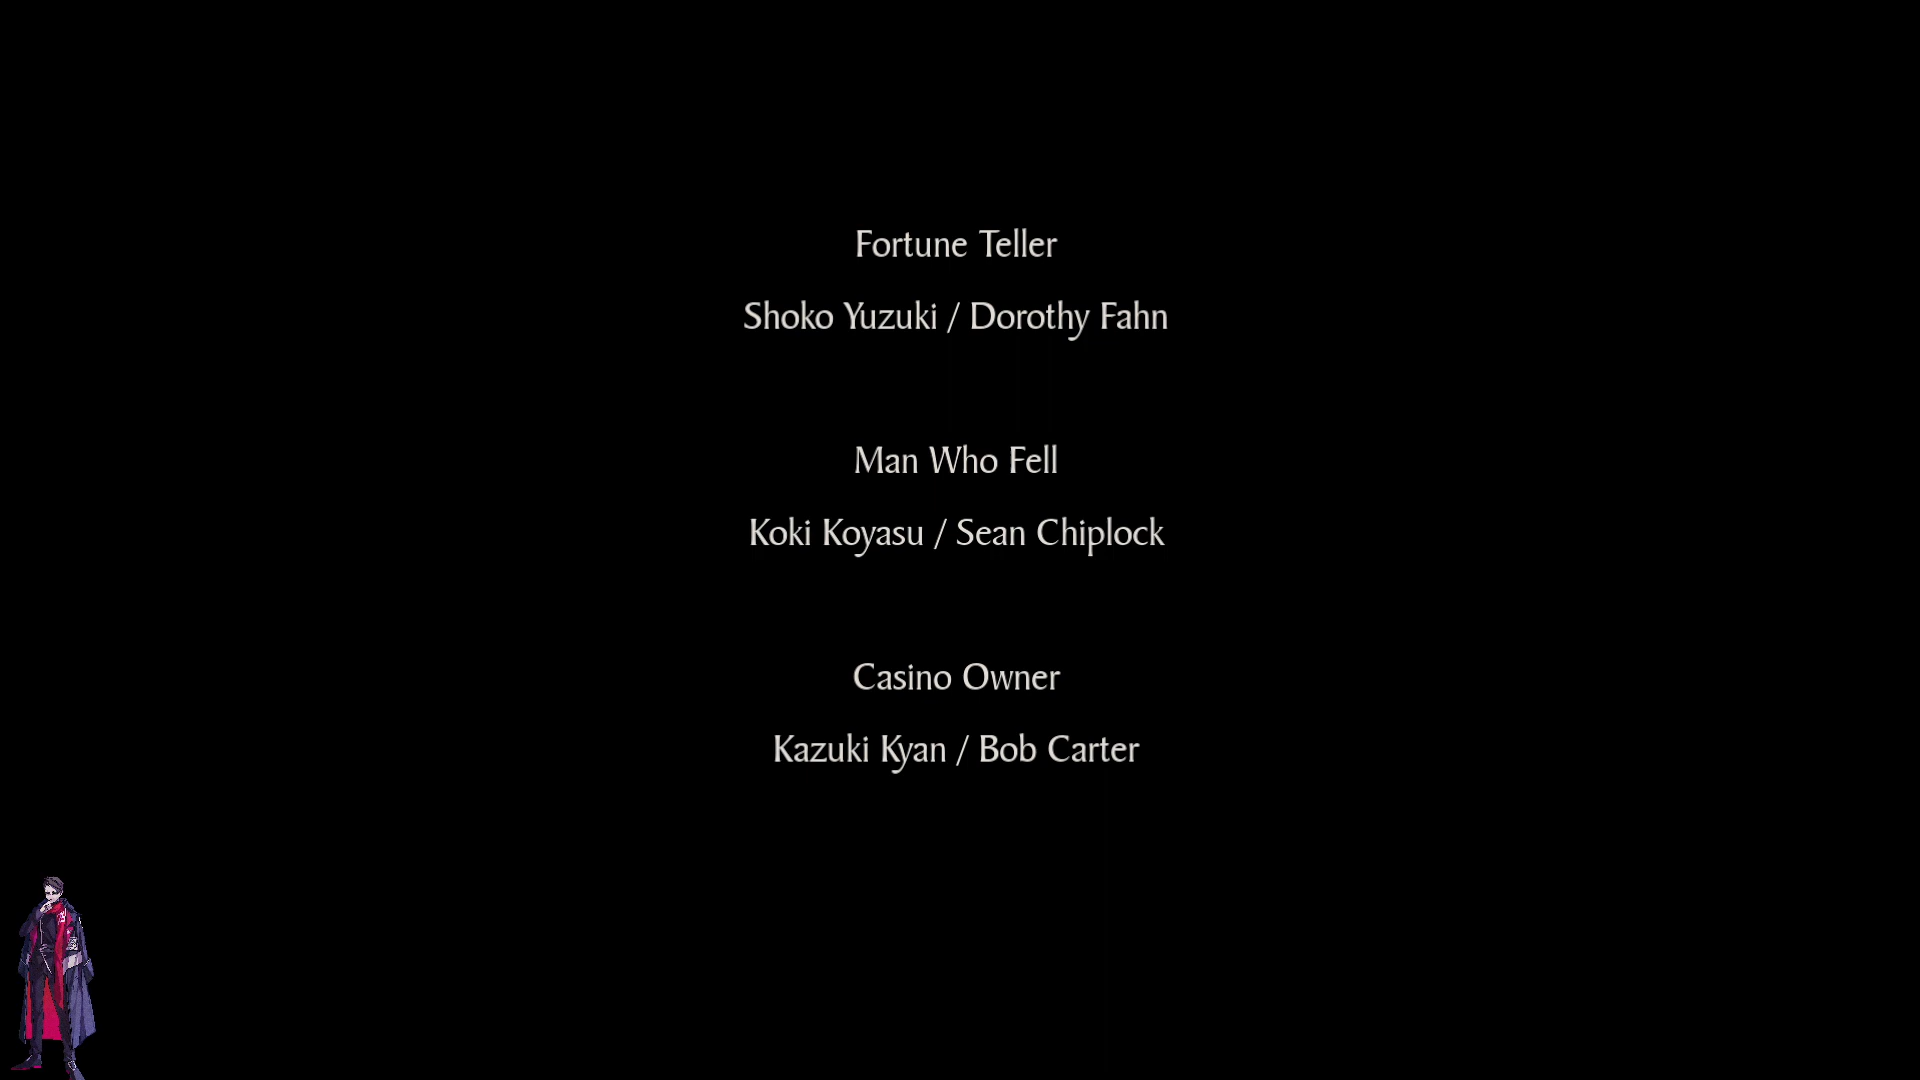 Fortune Teller
Shoko Yuzuki / Dorothy Fahn
Man Who Fell
Koki Koyasu / Sean Chiplock
Casino Owner
Kazuki Kyan / Bob Carter